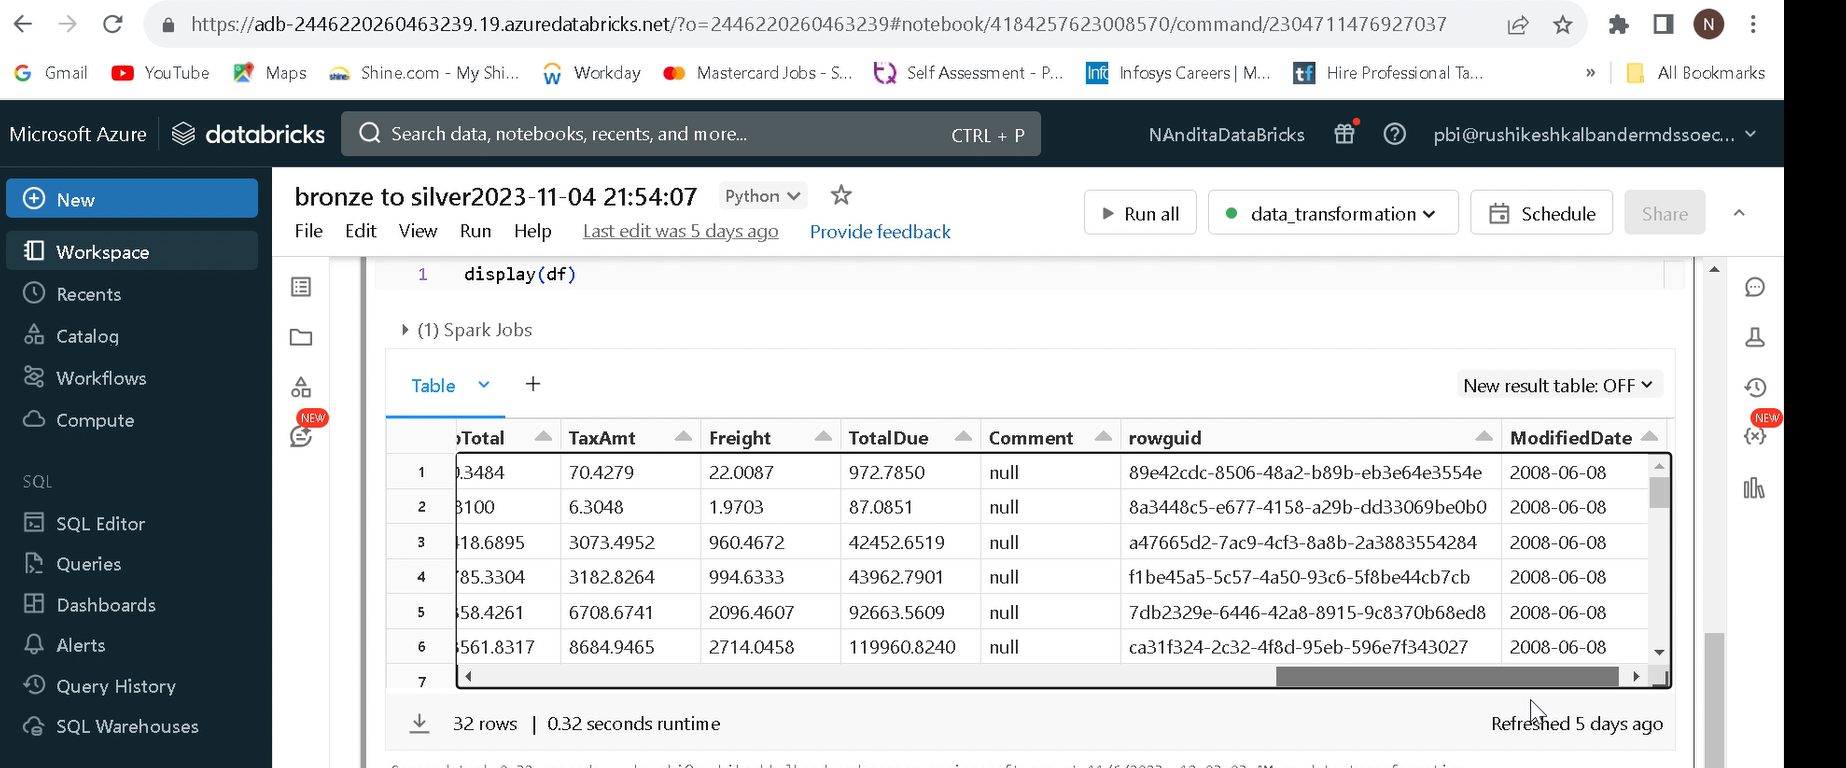 https://adb-2446220260463239.19.azuredatabricks.net/?o=2446220260463239#notebook/4184257623008570/command/2304711476927037
N
Gmail YouTube Maps Shine.com - My Shi... Workday Mastercard Jobs - S... Self Assessment - P... Infosys Careers | M... Hire Professional Ta... » All Bookmarks
Microsoft Azure databricks Search data, notebooks, recents, and more... CTRL + P NAnditaDataBricks pbi@rushikeshkalbandermdssoec...
New
Workspace
Recents
Catalog
Workflows
Compute
SQL
SQL Editor
Queries
Dashboards
Alerts
Query History
SQL Warehouses
bronze to silver2023-11-04 21:54:07 Python
Run all data_transformation Schedule Share
File Edit View Run Help Last edit was 5 days ago Provide feedback
NEW
NEW
1 display(df)
(1) Spark Jobs
Table + New result table: OFF
Total TaxAmt Freight TotalDue Comment rowguid ModifiedDate
1 .3484 70.4279 22.0087 972.7850 null 89e42cdc-8506-48a2-b89b-eb3e64e3554e 2008-06-08
2 3100 6.3048 1.9703 87.0851 null 8a3448c5-e677-4158-a29b-dd33069be0b0 2008-06-08
3 418.6895 3073.4952 960.4672 42452.6519 null a47665d2-7ac9-4cf3-8a8b-2a3883554284 2008-06-08
4 785.3304 3182.8264 994.6333 43962.7901 null f1be45a5-5c57-4a50-93c6-5f8be44cb7cb 2008-06-08
5 358.4261 6708.6741 2096.4607 92663.5609 null 7db2329e-6446-42a8-8915-9c8370b68ed8 2008-06-08
6 3561.8317 8684.9465 2714.0458 119960.8240 null ca31f324-2c32-4f8d-95eb-596e7f343027 2008-06-08
7
32 rows | 0.32 seconds runtime Refreshed 5 days ago